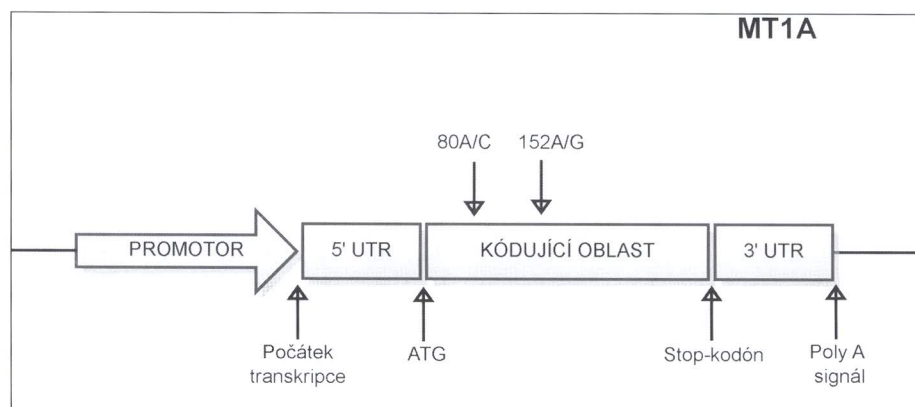 MT1A
80A/C 152A/G
PROMOTOR 5' UTR KÓDUJÍCÍ OBLAST 3' UTR
Počátek
transkripce
ATG
Stop-kodón
Poly A
signál